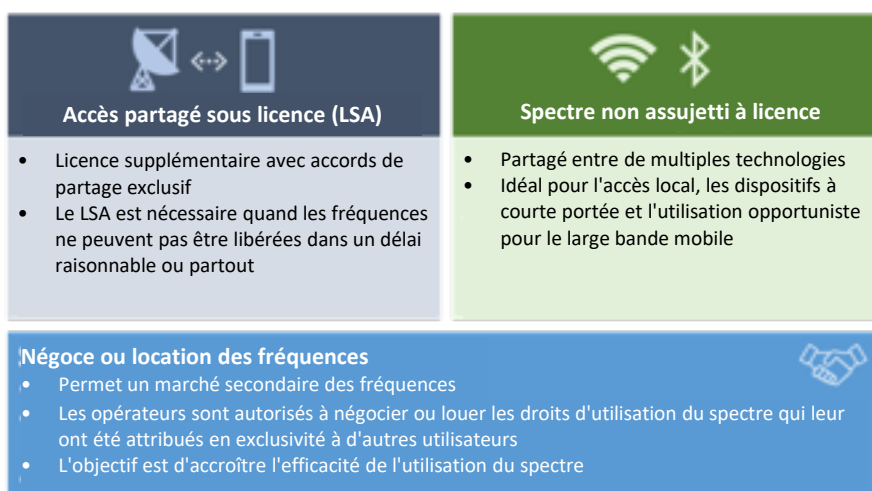 Accès partagé sous licence (LSA)
• Licence supplémentaire avec accords de
partage exclusif
• Le LSA est nécessaire quand les fréquences
ne peuvent pas être libérées dans un délai
raisonnable ou partout
Spectre non assujetti à licence
• Partagé entre de multiples technologies
• Idéal pour l'accès local, les dispositifs à
courte portée et l'utilisation opportuniste
pour le large bande mobile
Négoce ou location des fréquences
• Permet un marché secondaire des fréquences
• Les opérateurs sont autorisés à négocier ou louer les droits d'utilisation du spectre qui leur
ont été attribués en exclusivité à d'autres utilisateurs
• L'objectif est d'accroître l'efficacité de l'utilisation du spectre